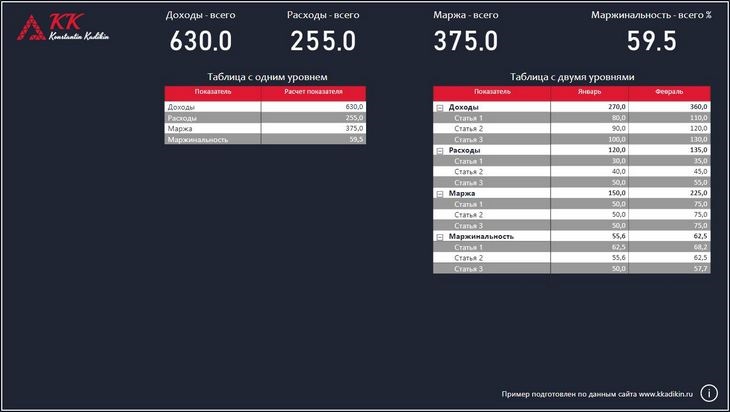 KK
Konstantin Kadikin
Доходы - всего Расходы - всего Маржа - всего Маржинальность - всего %
630.0 255.0 375.0 59.5
Таблица с одним уровнем
Показатель Расчет показателя
Доходы 630,0
Расходы 255,0
Маржа 375,0
Маржинальность 59,5
Таблица с двумя уровнями
Показатель Январь Февраль
Доходы 270,0 360,0
Статья 1 80,0 110,0
Статья 2 90,0 120,0
Статья 3 100,0 130,0
Расходы 120,0 135,0
Статья 1 30,0 35,0
Статья 2 40,0 45,0
Статья 3 50,0 55,0
Маржа 150,0 225,0
Статья 1 50,0 75,0
Статья 2 50,0 75,0
Статья 3 50,0 75,0
Маржинальность 55,6 62,5
Статья 1 62,5 68,2
Статья 2 55,6 62,5
Статья 3 50,0 57,7
Пример подготовлен по данным сайта www.kkadikin.ru